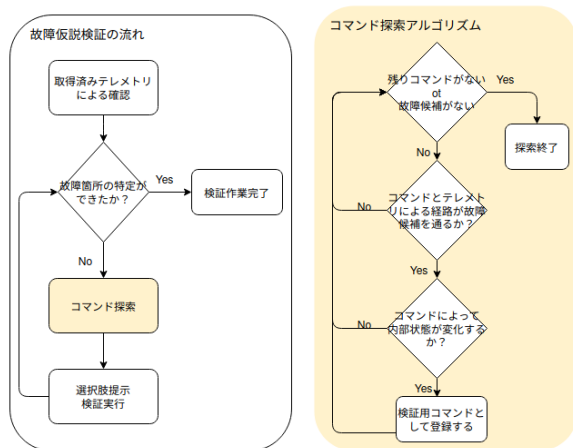 故障仮説検証の流れ
取得済みテレメトリ
による確認
故障箇所の特定が
できたか？
Yes
検証作業完了
No
コマンド探索
選択肢提示
検証実行
コマンド探索アルゴリズム
残りコマンドがない
ot
故障候補がない
Yes
探索終了
No
コマンドとテレメト
リによる経路が故障
候補を通るか？
No
Yes
コマンドによって
内部状態が変化する
か？
No
Yes
検証用コマンドと
して登録する